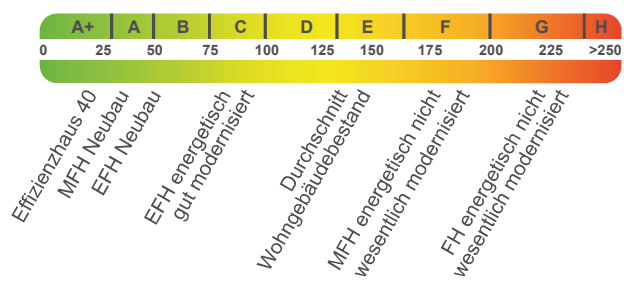 A+ A B C D E F G H
0 25 50 75 100 125 150 175 200 225 >250
Effizienzhaus 40
MFH Neubau
EFH Neubau
EFH energetisch
gut modernisiert
Durchschnitt
Wohngebäudebestand
MFH energetisch nicht
wesentlich modernisiert
FH energetisch nicht
wesentlich modernisiert